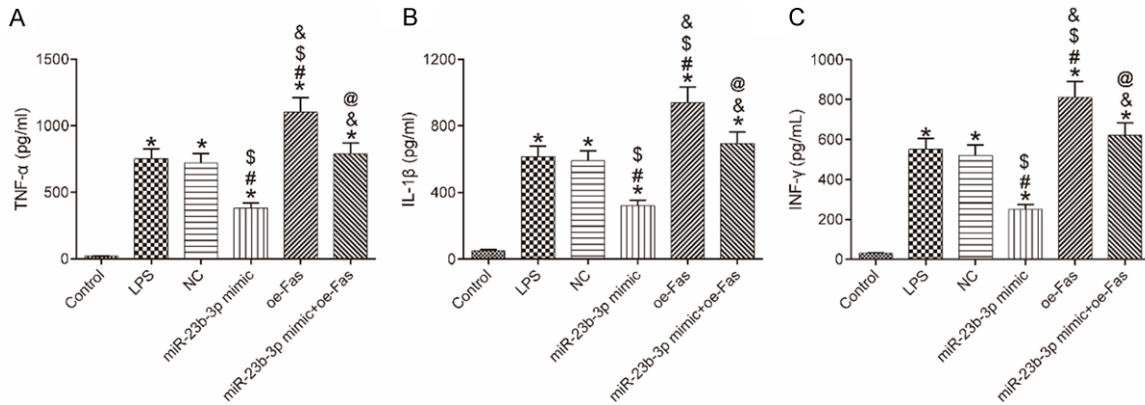 A
TNF-α (pg/ml)
1500
1000
500
0
*
*
$
#
*
&
$
#
*
@
&
*
Control
LPS
NC
miR-23b-3p mimic
oe-Fas
miR-23b-3p mimic+oe-Fas
B
IL-1β (pg/ml)
1200
800
400
0
*
*
$
#
*
&
$
#
*
@
&
*
Control
LPS
NC
miR-23b-3p mimic
oe-Fas
miR-23b-3p mimic+oe-Fas
C
INF-γ (pg/mL)
1000
800
600
400
200
0
*
*
$
#
*
&
$
#
*
@
&
*
Control
LPS
NC
miR-23b-3p mimic
oe-Fas
miR-23b-3p mimic+oe-Fas